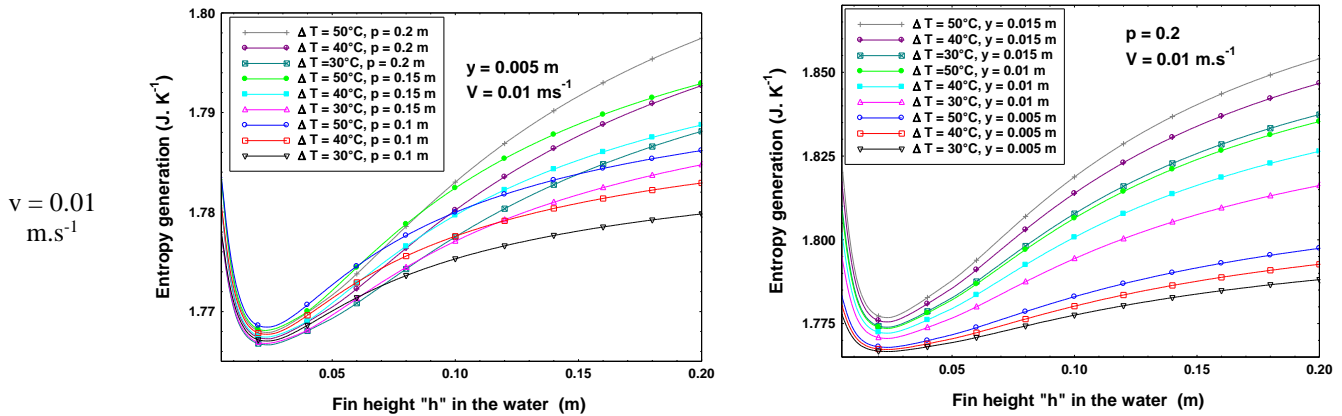 v = 0.01
m.s-1
Entropy generation (J. K-1)
1.80
1.79
1.78
1.77
Δ T = 50°C, p = 0.2 m
Δ T = 40°C, p = 0.2 m
Δ T =30°C, p = 0.2 m
Δ T = 50°C, p = 0.15 m
Δ T = 40°C, p = 0.15 m
Δ T = 30°C, p = 0.15 m
Δ T = 50°C, p = 0.1 m
Δ T = 40°C, p = 0.1 m
Δ T = 30°C, p = 0.1 m
y = 0.005 m
V = 0.01 ms-1
0.05 0.10 0.15 0.20
Fin height "h" in the water (m)
Entropy generation (J. K-1)
1.850
1.825
1.800
1.775
Δ T = 50°C, y = 0.015 m
Δ T = 40°C, y = 0.015 m
Δ T =30°C, y = 0.015 m
Δ T =50°C, y = 0.01 m
Δ T = 40°C, y = 0.01 m
Δ T = 30°C, y = 0.01 m
Δ T = 50°C, y = 0.005 m
Δ T = 40°C, y = 0.005 m
Δ T = 30°C, y = 0.005 m
p = 0.2
V = 0.01 m.s-1
0.05 0.10 0.15 0.20
Fin height "h" in the water (m)